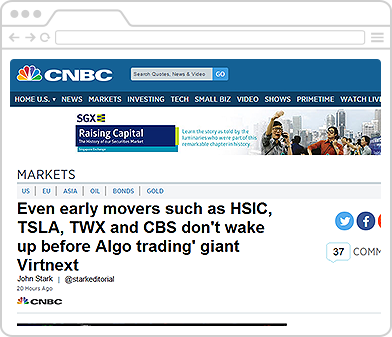 CNBC
Search Quotes, News & Video
GO
HOME U.S. ▾ NEWS MARKETS INVESTING TECH SMALL BIZ VIDEO SHOWS PRIMETIME WATCH LIVE
SGX
Raising Capital
The History of our Securities Market
Singapore Exchange
Learn the story as told by the
luminaries who were part of this
remarkable chapter in history.
MARKETS
US | EU | ASIA | OIL | BONDS | GOLD
Even early movers such as HSIC,
TSLA, TWX and CBS don't wake
up before Algo trading' giant
Virtnext
John Stark | @starkeditorial
20 Hours Ago
CNBC
37 COMM